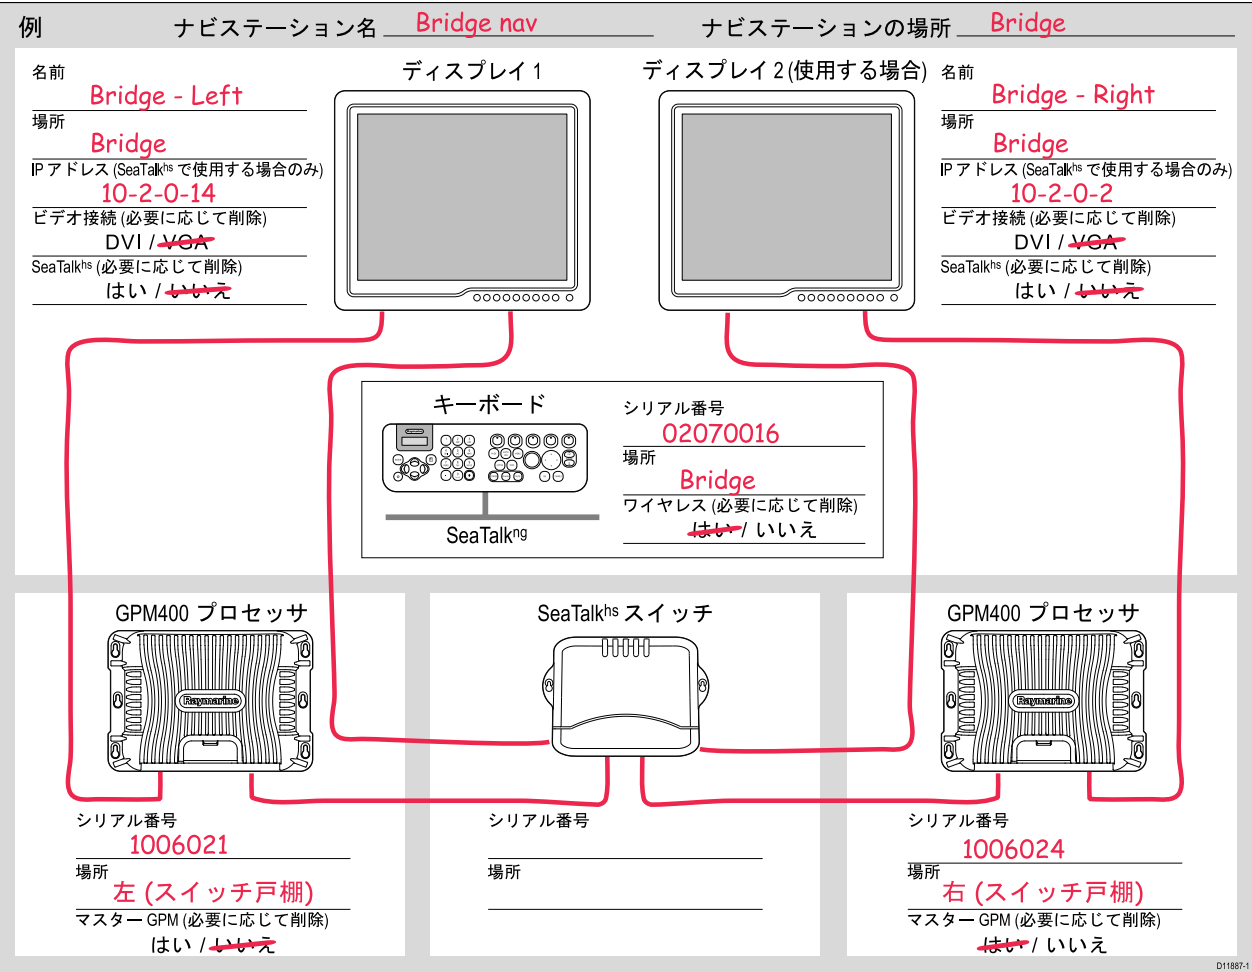 例 ナビステーション名 Bridge nav ナビステーションの場所 Bridge
名前
Bridge - Left
場所
Bridge
IP アドレス (SeaTalkhs で使用する場合のみ)
10-2-0-14
ビデオ接続 (必要に応じて削除)
DVI / VGA
SeaTalkhs (必要に応じて削除)
はい / いいえ
ディスプレイ 1
ディスプレイ 2 (使用する場合)
名前
Bridge - Right
場所
Bridge
IP アドレス (SeaTalkhs で使用する場合のみ)
10-2-0-2
ビデオ接続 (必要に応じて削除)
DVI / VGA
SeaTalkhs (必要に応じて削除)
はい / いいえ
キーボード
SeaTalkng
シリアル番号
02070016
場所
Bridge
ワイヤレス (必要に応じて削除)
はい / いいえ
GPM400 プロセッサ
Raymarine
シリアル番号
1006021
場所
左 (スイッチ戸棚)
マスター GPM (必要に応じて削除)
はい / いいえ
SeaTalkhs スイッチ
シリアル番号
場所
GPM400 プロセッサ
Raymarine
シリアル番号
1006024
場所
右 (スイッチ戸棚)
マスター GPM (必要に応じて削除)
はい / いいえ
D11887-1